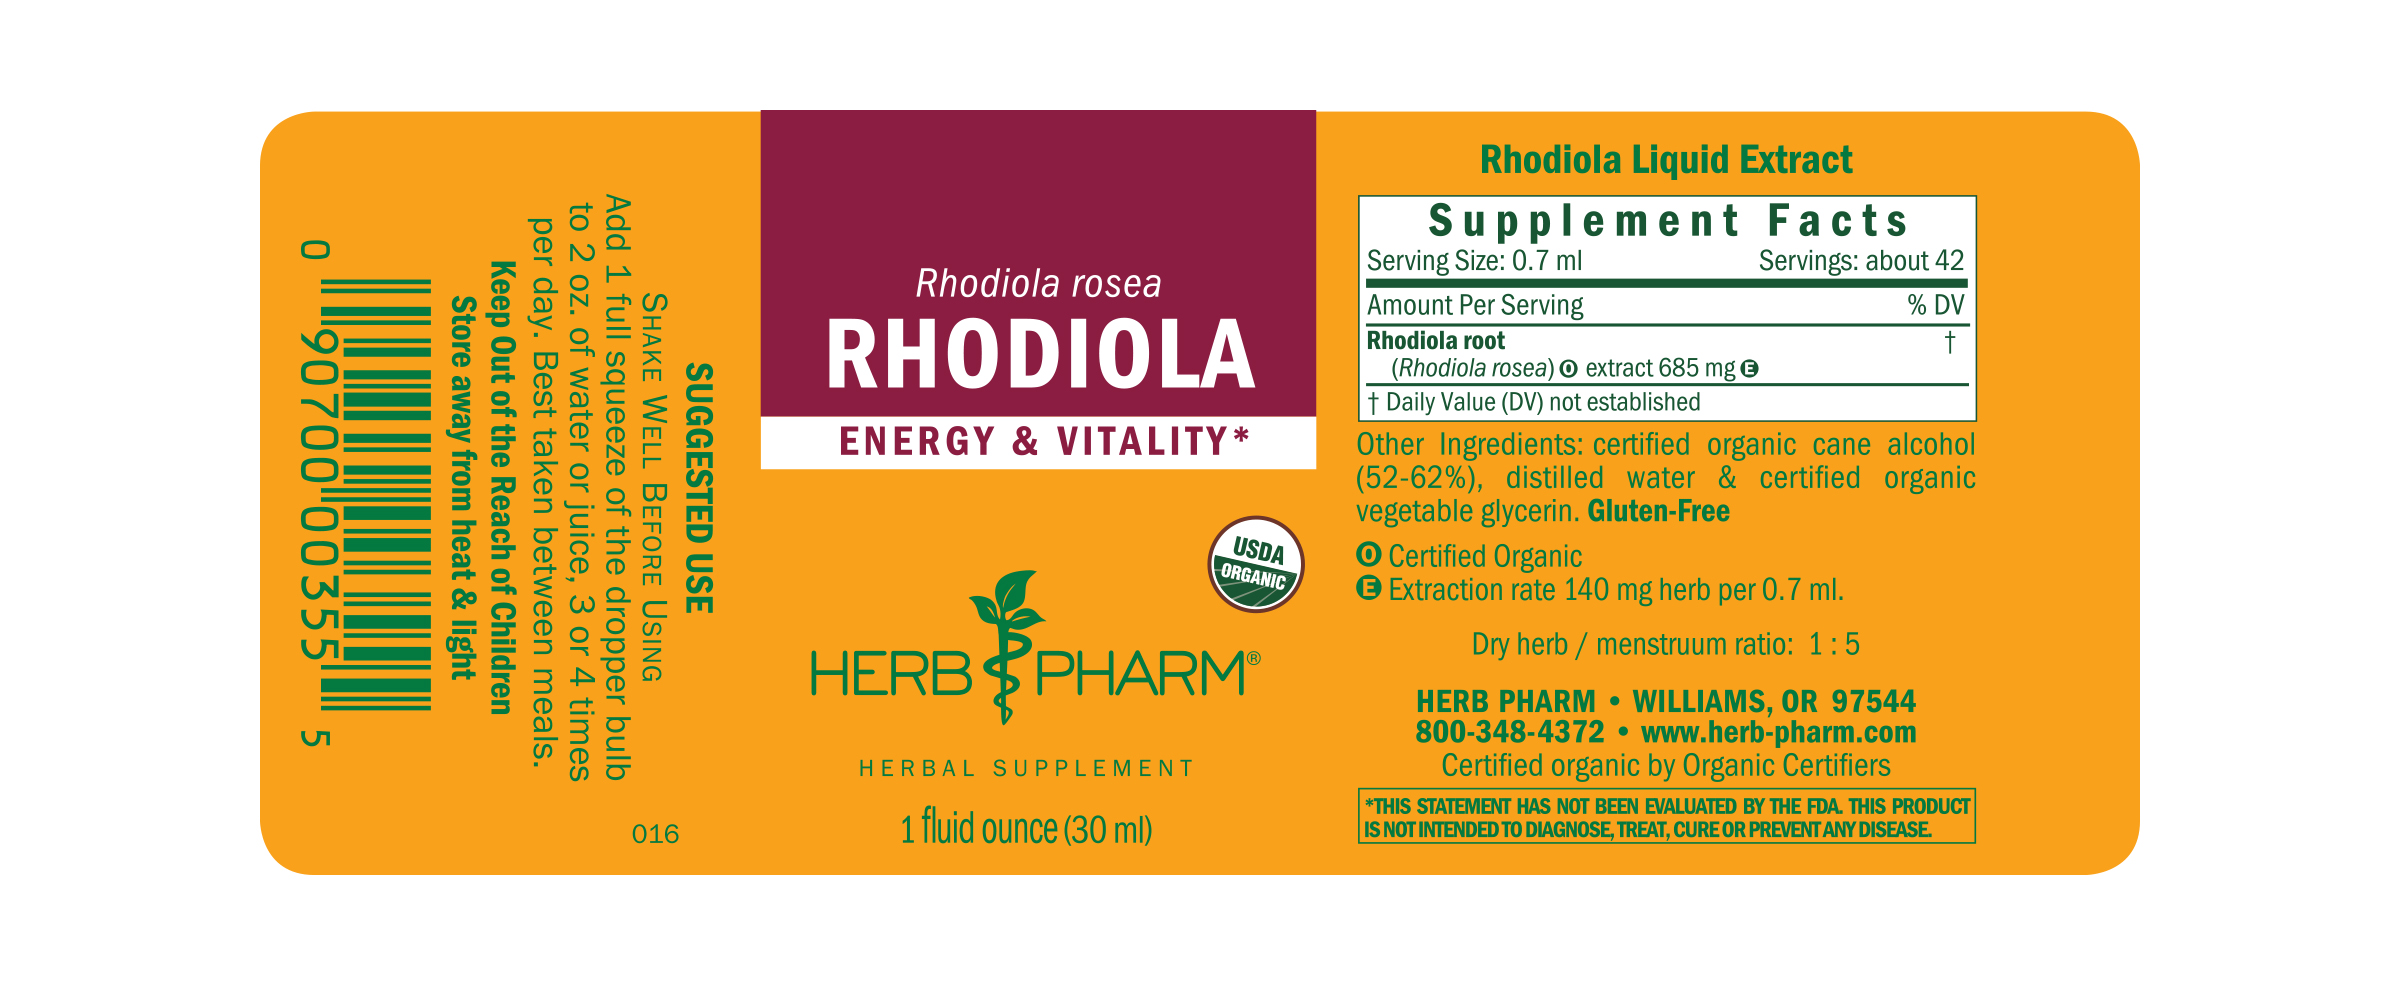 SUGGESTED USE
SHAKE WELL BEFORE USING
Add 1 full squeeze of the dropper bulb
to 2 oz. of water or juice, 3 or 4 times
per day. Best taken between meals.
Keep Out of the Reach of Children
Store away from heat & light
0 90700 00355 5
016
Rhodiola rosea
RHODIOLA
ENERGY & VITALITY*
USDA
ORGANIC
HERB PHARM®
HERBAL SUPPLEMENT
1 fluid ounce (30 ml)
Rhodiola Liquid Extract
Supplement Facts
Serving Size: 0.7 ml Servings: about 42
Amount Per Serving % DV
Rhodiola root †
(Rhodiola rosea) O extract 685 mg E
† Daily Value (DV) not established
Other Ingredients: certified organic cane alcohol
(52-62%), distilled water & certified organic
vegetable glycerin. Gluten-Free
O Certified Organic
E Extraction rate 140 mg herb per 0.7 ml.
Dry herb / menstruum ratio: 1 : 5
HERB PHARM • WILLIAMS, OR 97544
800-348-4372 • www.herb-pharm.com
Certified organic by Organic Certifiers
*THIS STATEMENT HAS NOT BEEN EVALUATED BY THE FDA. THIS PRODUCT
IS NOT INTENDED TO DIAGNOSE, TREAT, CURE OR PREVENT ANY DISEASE.